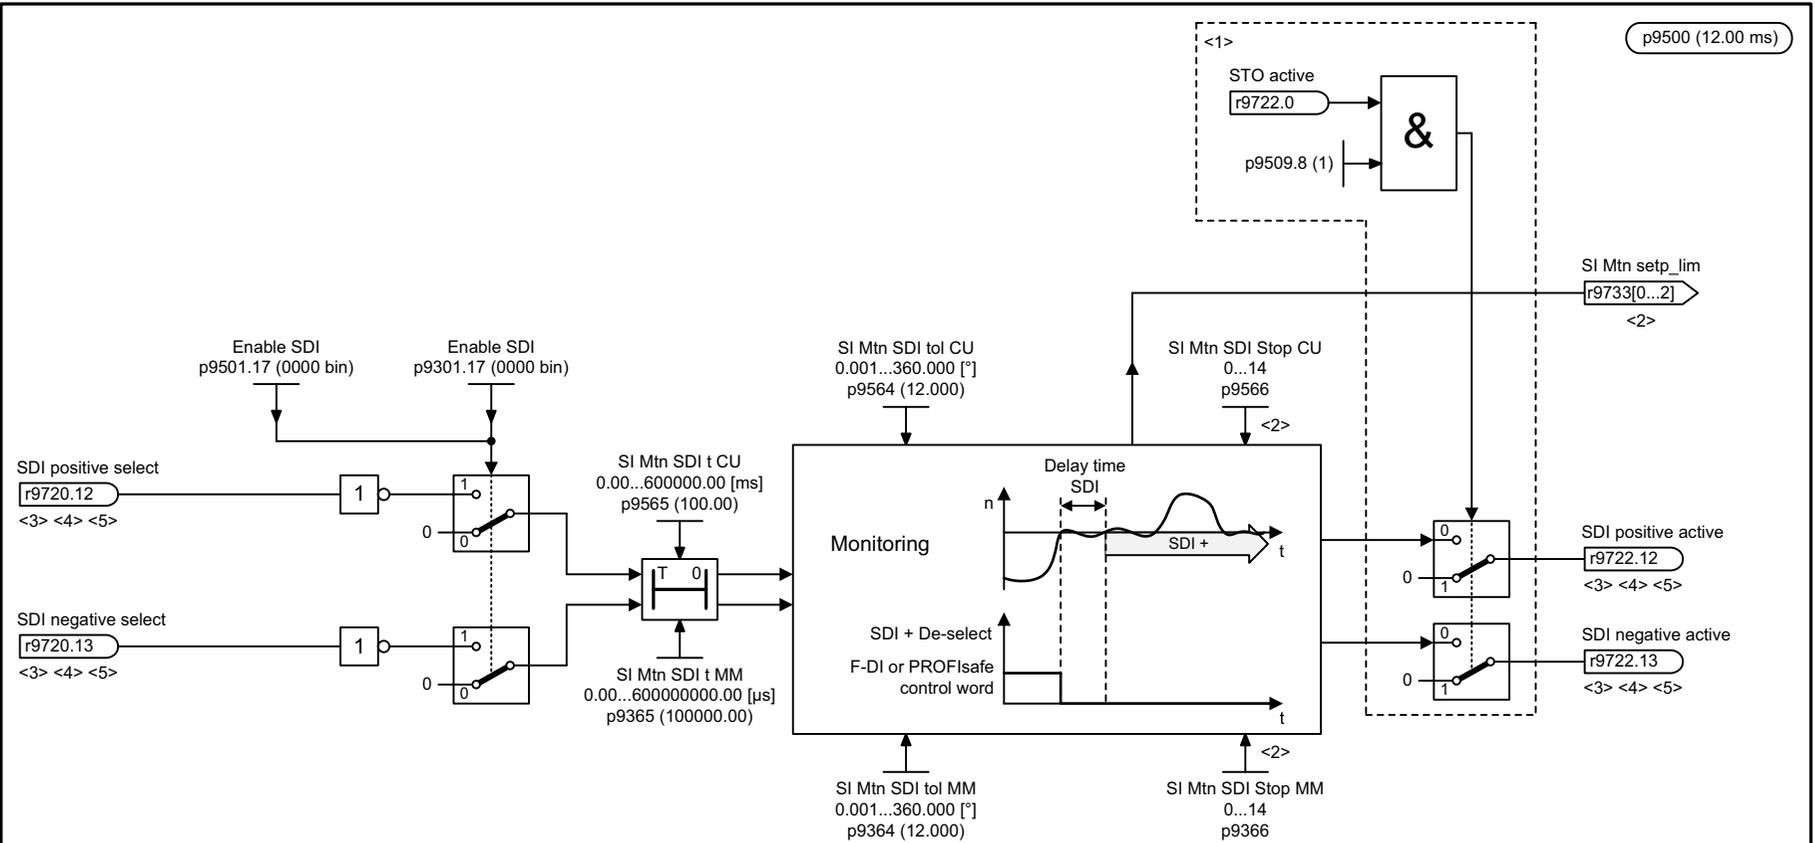 <1>
p9500 (12.00 ms)
STO active
r9722.0
&
p9509.8 (1)
SI Mtn setp_lim
r9733[0...2]
<2>
Enable SDI
p9501.17 (0000 bin)
Enable SDI
p9301.17 (0000 bin)
SI Mtn SDI tol CU
0.001...360.000 [°]
p9564 (12.000)
SI Mtn SDI Stop CU
0...14
p9566
<2>
SDI positive select
r9720.12
<3> <4> <5>
1
1
0
0
SI Mtn SDI t CU
0.00...600000.00 [ms]
p9565 (100.00)
T 0
SI Mtn SDI t MM
0.00...600000000.00 [µs]
p9365 (100000.00)
SDI negative select
r9720.13
<3> <4> <5>
1
1
0
0
Monitoring
Delay time
SDI
n
SDI +
t
SDI + De-select
F-DI or PROFIsafe
control word
t
0
0
1
SDI positive active
r9722.12
<3> <4> <5>
0
0
1
SDI negative active
r9722.13
<3> <4> <5>
SI Mtn SDI tol MM
0.001...360.000 [°]
p9364 (12.000)
<2>
SI Mtn SDI Stop MM
0...14
p9366